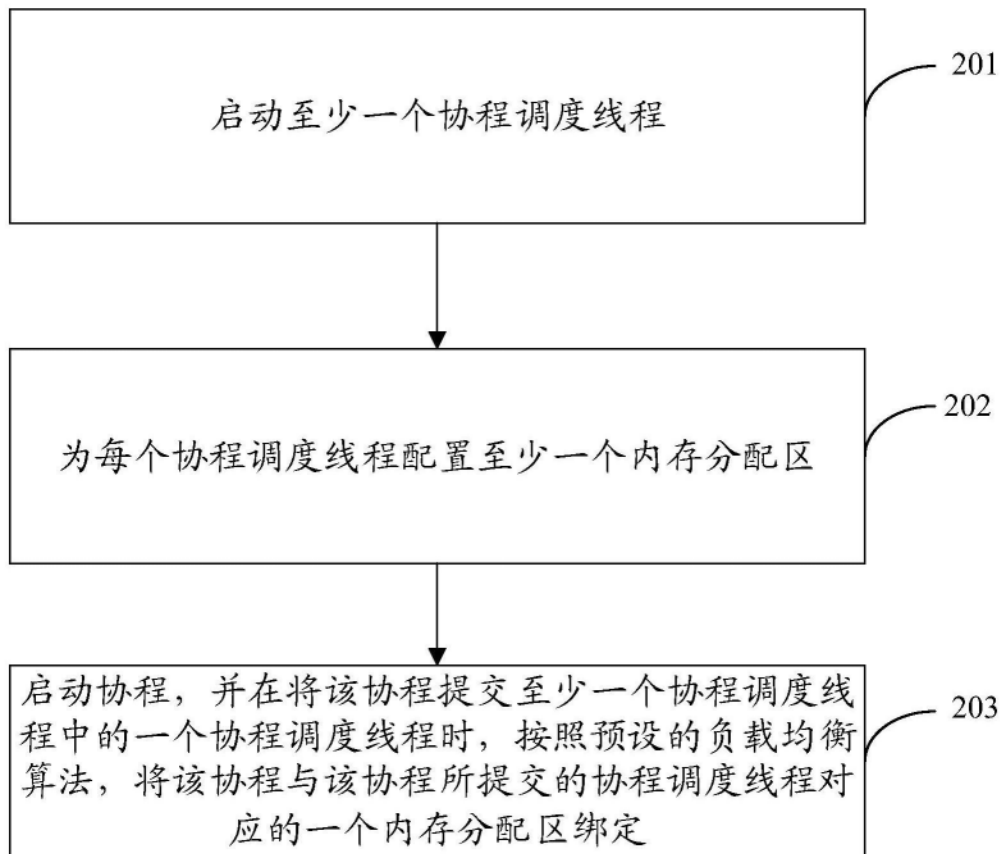 启动至少一个协程调度线程
201
为每个协程调度线程配置至少一个内存分配区
202
启动协程，并在将该协程提交至少一个协程调度线
程中的一个协程调度线程时，按照预设的负载均衡
算法，将该协程与该协程所提交的协程调度线程对
应的一个内存分配区绑定
203